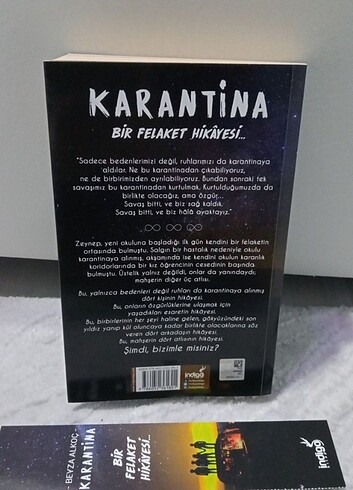 KARANTİNA
BİR FELAKET HİKÂYESİ...
"Sadece bedenlerimizi değil, ruhlarımızı da karantinaya
aldılar. Ne bu karantinadan çıkabiliyoruz,
ne de birbirimizden ayrılabiliyoruz. Bundan sonraki tek
savaşımız bu karantinadan kurtulmak. Kurtulduğumuzda da
birlikte olacağız, ama özgür...
Savaş bitti, ve biz sağ kaldık.
Savaş bitti, ve biz hâlâ ayaktayız."
Zeynep, yeni okuluna başladığı ilk gün kendini bir felaketin
ortasında bulmuştu. Salgın bir hastalık nedeniyle okulu
karantinaya alınmış, akşamında ise kendini okulun karanlık
koridorlarında bir kız öğrencinin cesedinin başında
bulmuştu. Üstelik yalnız değildi, onlar da yanındaydı;
mahşerin diğer üç atlısı.
Bu, yalnızca bedenleri değil ruhları da karantinaya alınmış
dört kişinin hikâyesi.
Bu, onların özgürlüklerine ulaşmak için
yaşadıkları esaretin hikâyesi.
Bu, birbirlerinin her şeyi haline gelen, gökyüzündeki son
yıldız yanıp kül oluncaya kadar birlikte olacaklarına söz
veren dört arkadaşın hikâyesi.
Bu, mahşerin dört atlısının hikâyesi.
Şimdi, bizimle misiniz?
indigo
- BEYZA ALKOÇ
KARANTİNA
BİR
FELAKET
HİKÂYESİ...
indigo